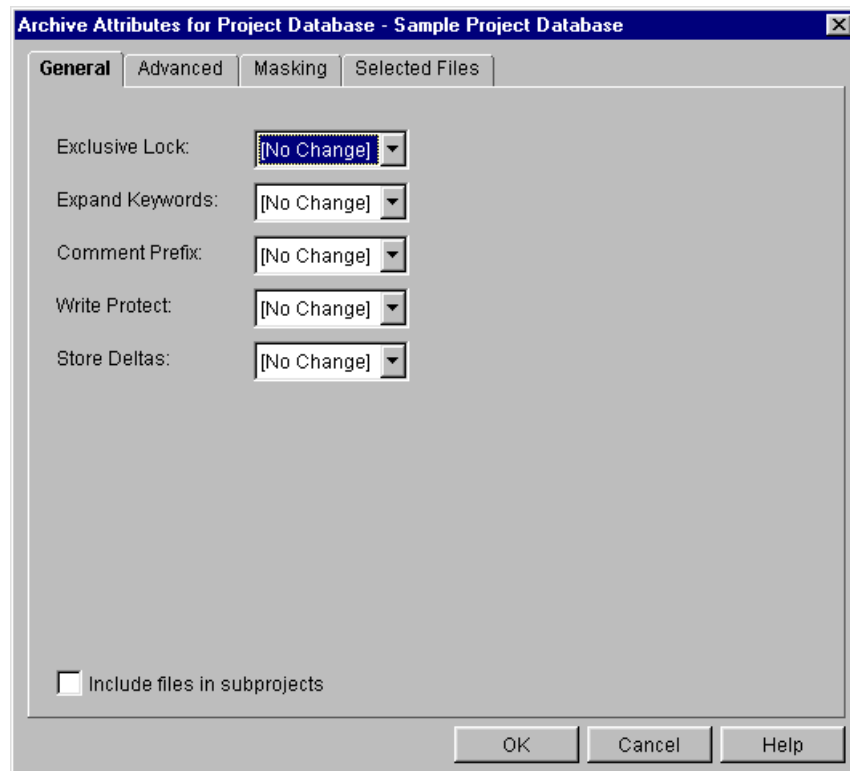 Archive Attributes for Project Database - Sample Project Database
General Advanced Masking Selected Files
Exclusive Lock: [No Change]
Expand Keywords: [No Change]
Comment Prefix: [No Change]
Write Protect: [No Change]
Store Deltas: [No Change]
Include files in subprojects
OK Cancel Help